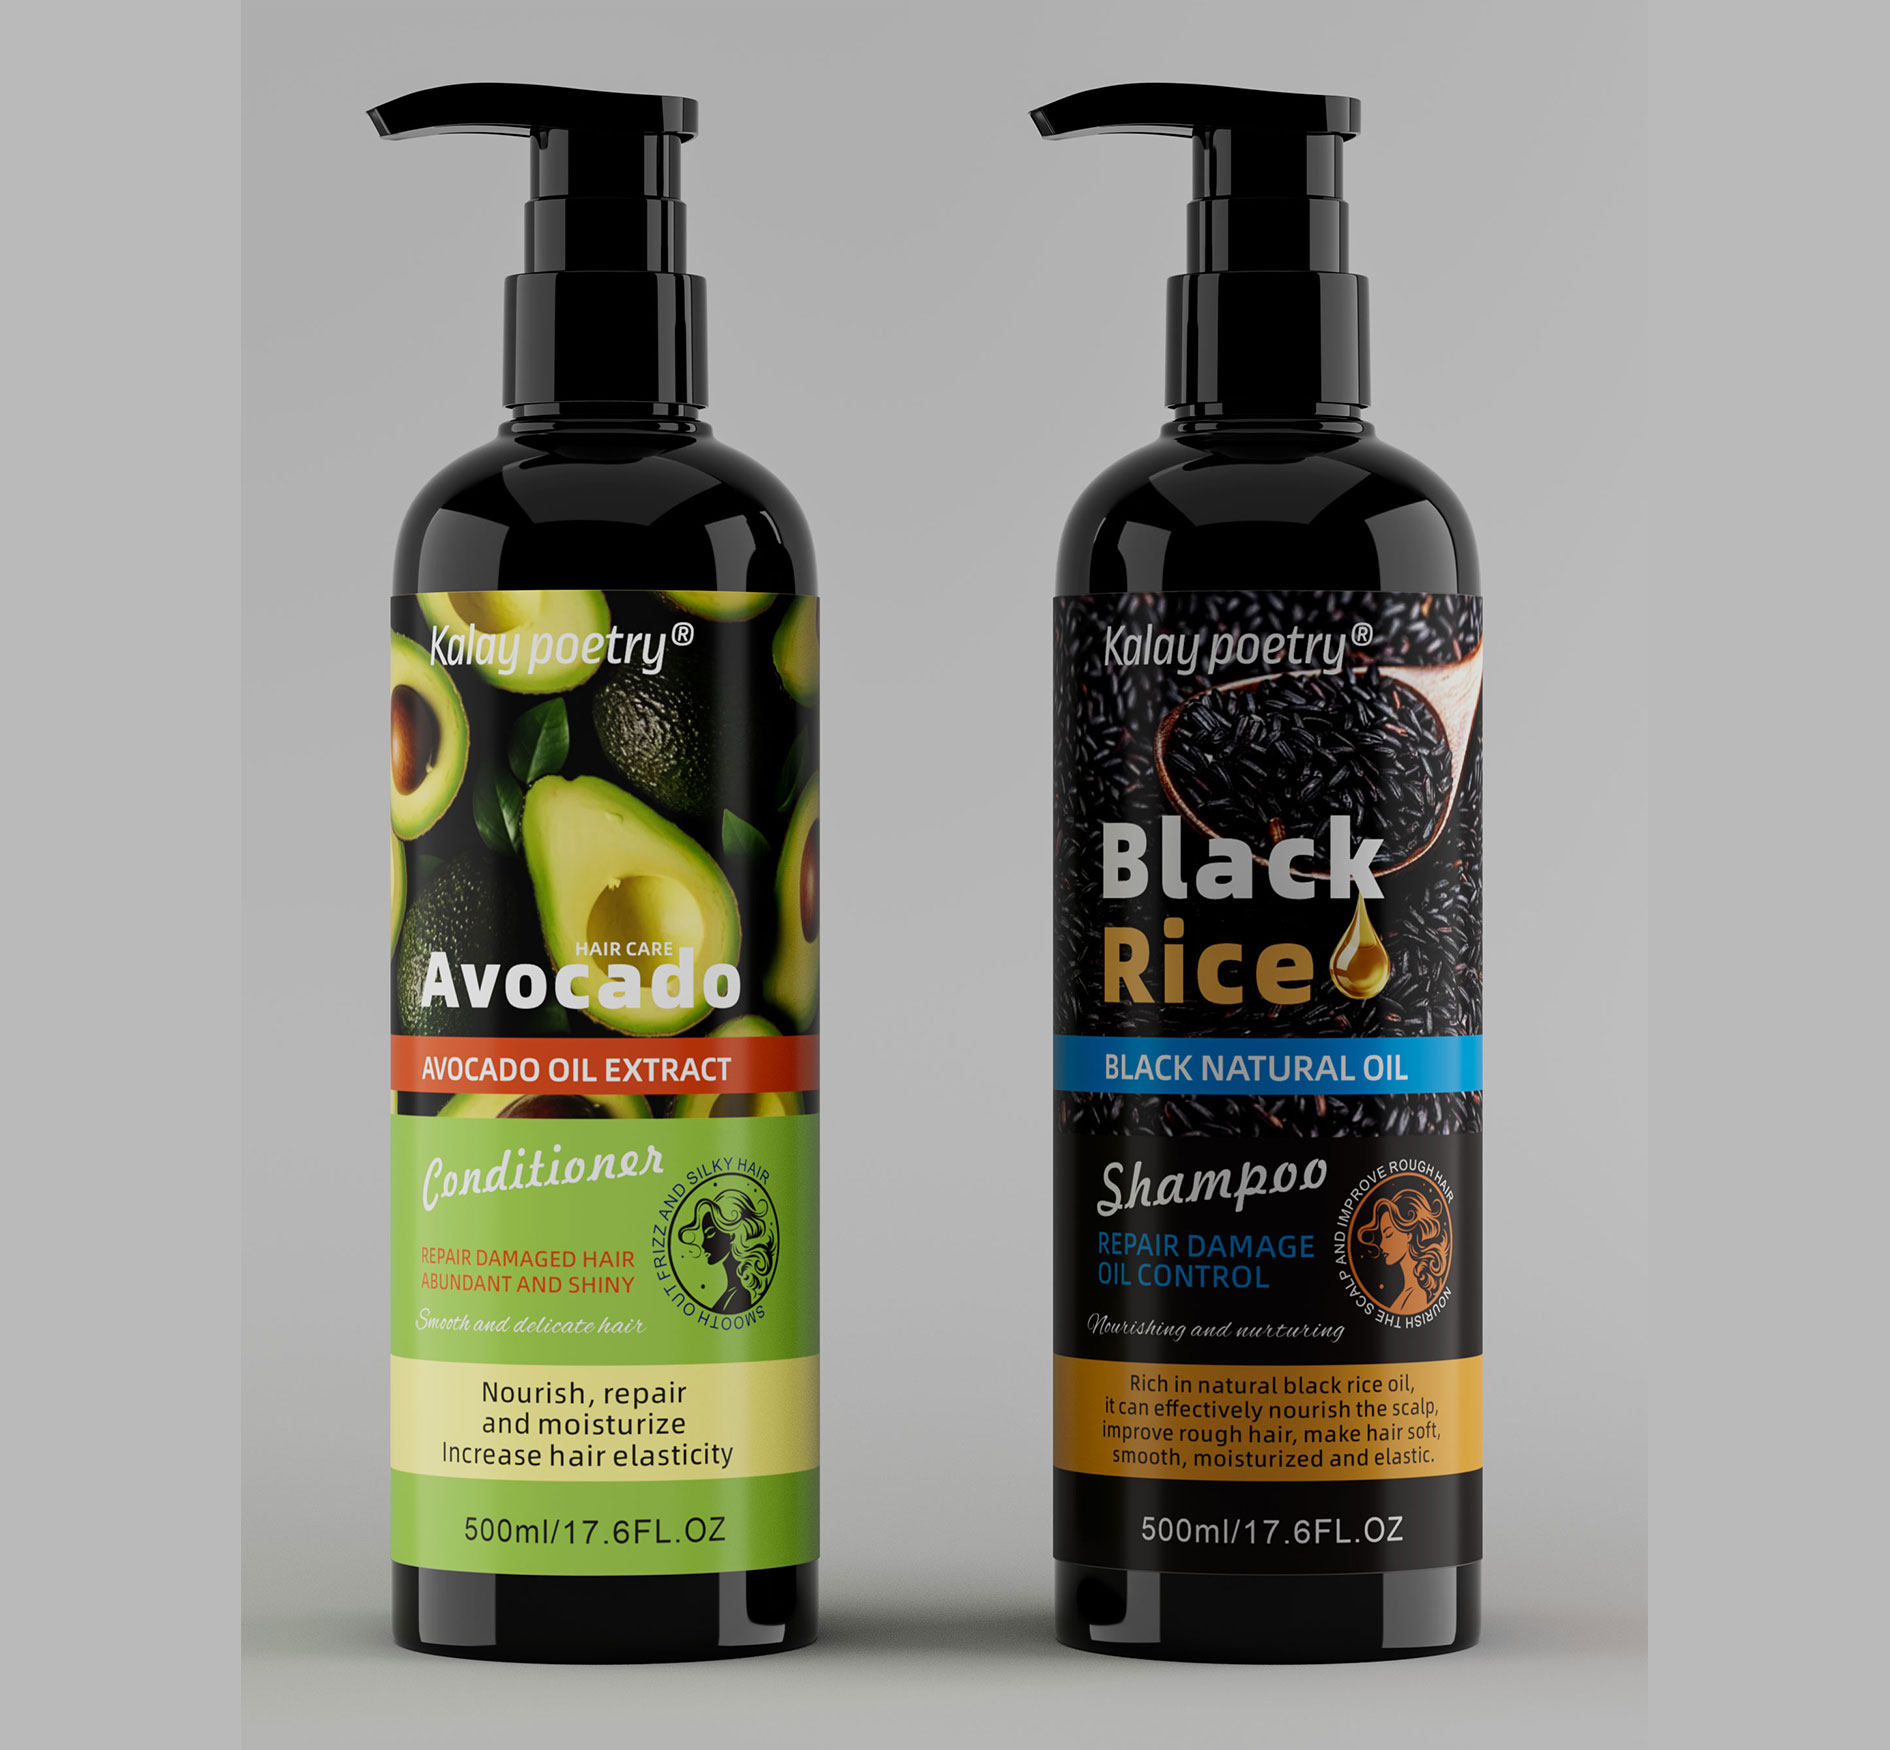 Kalay poetry®
HAIR CARE
Avocado
AVOCADO OIL EXTRACT
Conditioner
SMOOTH OUT FRIZZ AND SILKY HAIR
REPAIR DAMAGED HAIR
ABUNDANT AND SHINY
Smooth and delicate hair
Nourish, repair
and moisturize
Increase hair elasticity
500ml/17.6FL.OZ
Kalay poetry®
Black
Rice
BLACK NATURAL OIL
Shampoo
NOURISH THE SCALP AND IMPROVE ROUGH HAIR
REPAIR DAMAGE
OIL CONTROL
Nourishing and nurturing
Rich in natural black rice oil,
it can effectively nourish the scalp,
improve rough hair, make hair soft,
smooth, moisturized and elastic.
500ml/17.6FL.OZ